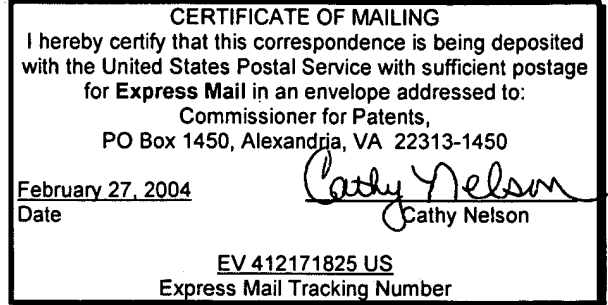 CERTIFICATE OF MAILING
I hereby certify that this correspondence is being deposited
with the United States Postal Service with sufficient postage
for Express Mail in an envelope addressed to:
Commissioner for Patents,
PO Box 1450, Alexandria, VA 22313-1450
Cathy Nelson
February 27, 2004
Date Cathy Nelson
EV 412171825 US
Express Mail Tracking Number